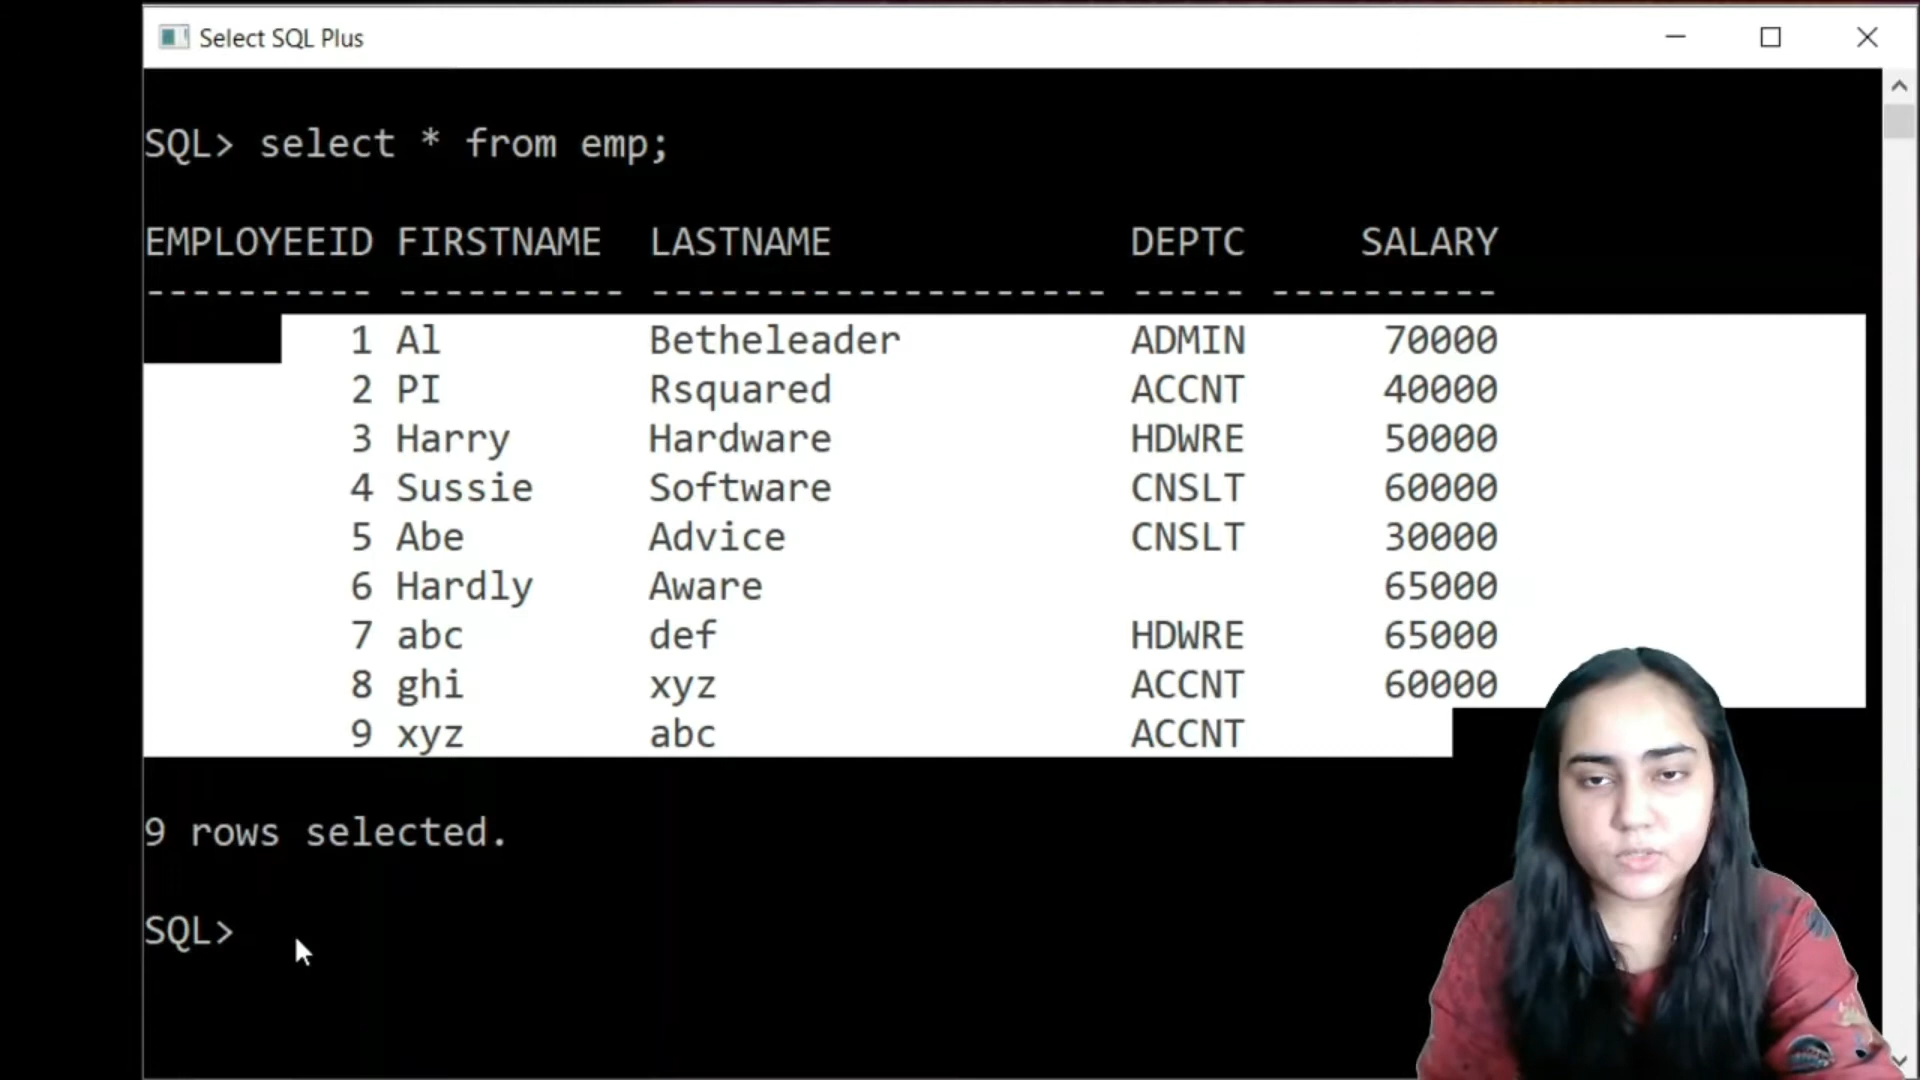 Select SQL Plus
SQL> select * from emp;
EMPLOYEEID FIRSTNAME  LASTNAME             DEPTC     SALARY
---------- ---------- -------------------- ----- ----------
         1 Al         Betheleader          ADMIN      70000
         2 PI         Rsquared             ACCNT      40000
         3 Harry      Hardware             HDWRE      50000
         4 Sussie     Software             CNSLT      60000
         5 Abe        Advice               CNSLT      30000
         6 Hardly     Aware                           65000
         7 abc        def                  HDWRE      65000
         8 ghi        xyz                  ACCNT      60000
         9 xyz        abc                  ACCNT
9 rows selected.
SQL>